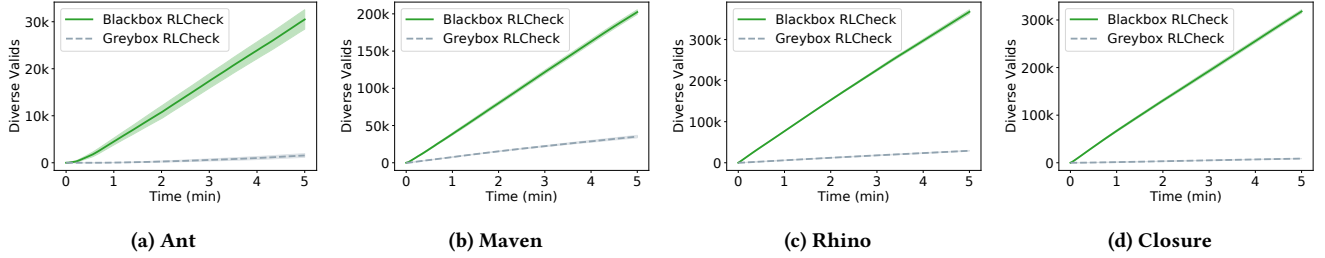 Blackbox RLCheck
Greybox RLCheck
30k
20k
10k
0
Diverse Valids
0 1 2 3 4 5
Time (min)
(a) Ant
Blackbox RLCheck
Greybox RLCheck
200k
150k
100k
50k
0
Diverse Valids
0 1 2 3 4 5
Time (min)
(b) Maven
Blackbox RLCheck
Greybox RLCheck
300k
200k
100k
0
Diverse Valids
0 1 2 3 4 5
Time (min)
(c) Rhino
Blackbox RLCheck
Greybox RLCheck
300k
200k
100k
0
Diverse Valids
0 1 2 3 4 5
Time (min)
(d) Closure